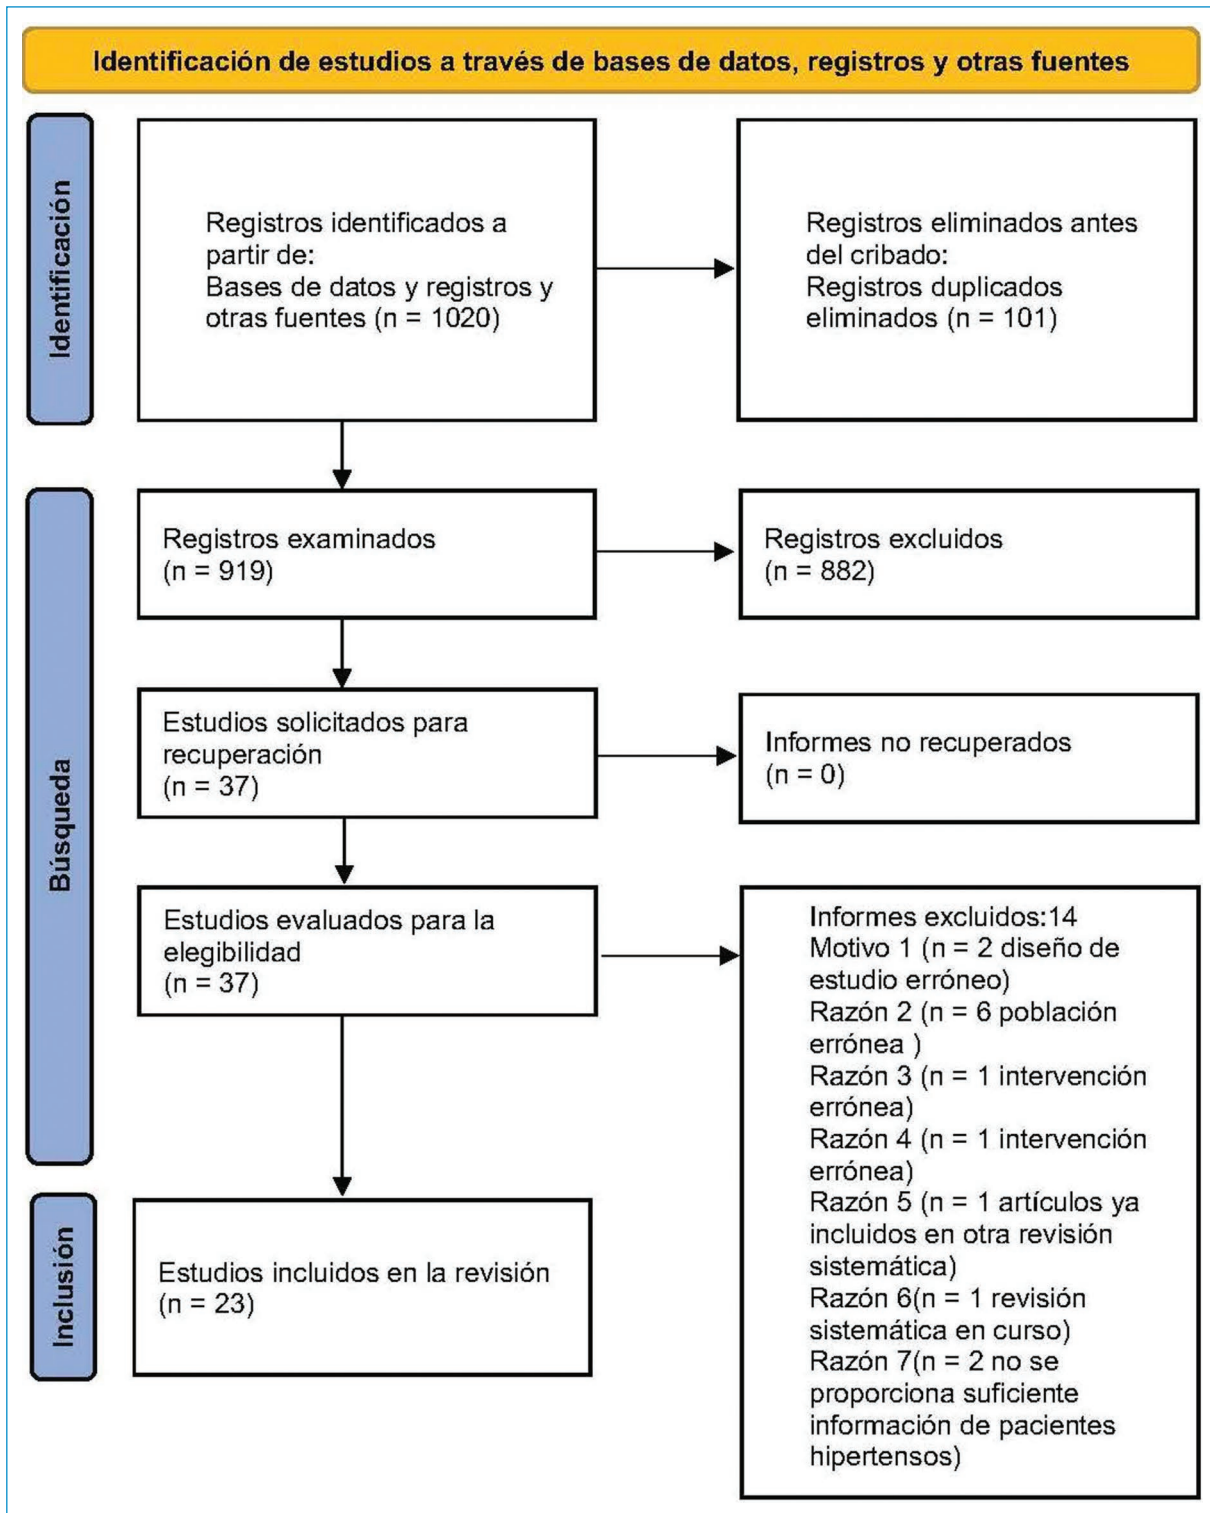 Identificación de estudios a través de bases de datos, registros y otras fuentes
Identificación
Registros identificados a
partir de:
Bases de datos y registros y
otras fuentes (n = 1020)
Registros eliminados antes
del cribado:
Registros duplicados
eliminados (n = 101)
Búsqueda
Registros examinados
(n = 919)
Registros excluidos
(n = 882)
Estudios solicitados para
recuperación
(n = 37)
Informes no recuperados
(n = 0)
Estudios evaluados para la
elegibilidad
(n = 37)
Informes excluidos:14
Motivo 1 (n = 2 diseño de
estudio erróneo)
Razón 2 (n = 6 población
errónea )
Razón 3 (n = 1 intervención
errónea)
Razón 4 (n = 1 intervención
errónea)
Razón 5 (n = 1 artículos ya
incluidos en otra revisión
sistemática)
Razón 6(n = 1 revisión
sistemática en curso)
Razón 7(n = 2 no se
proporciona suficiente
información de pacientes
hipertensos)
Inclusión
Estudios incluidos en la revisión
(n = 23)